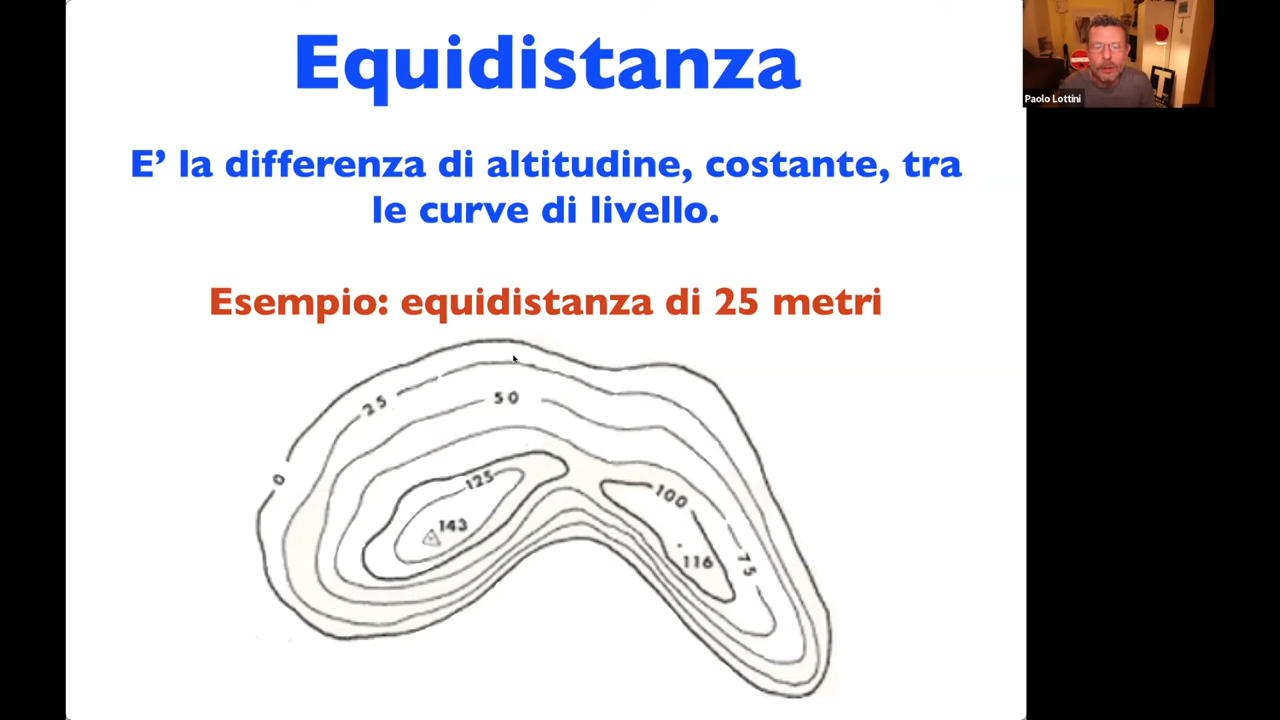 Equidistanza
E’ la differenza di altitudine, costante, tra
le curve di livello.
Esempio: equidistanza di 25 metri
25
50
0
125
143
100
116
75
Paolo Lottini
T